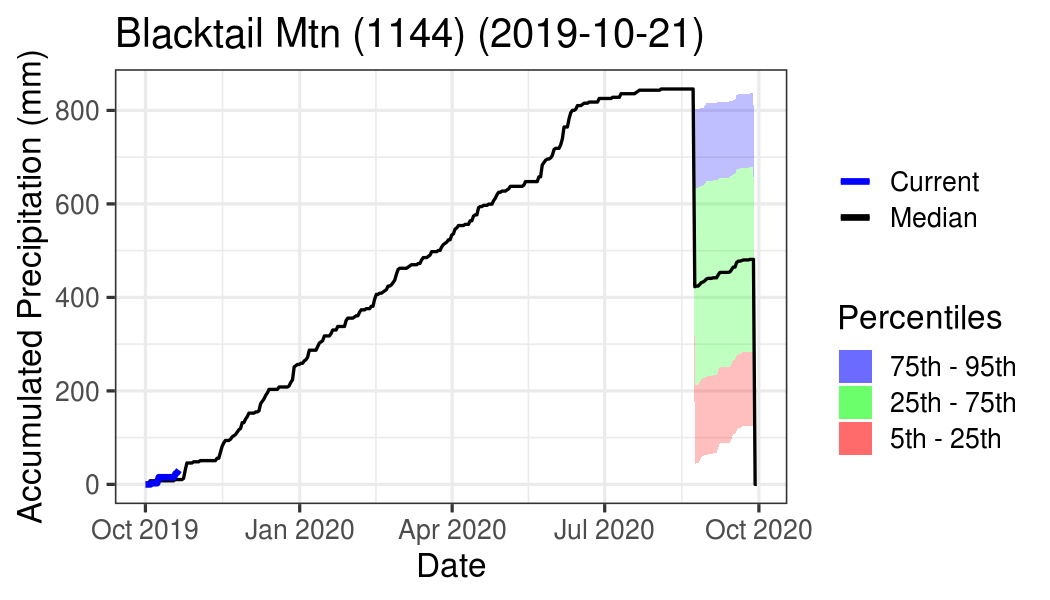 Blacktail Mtn (1144) (2019-10-21)
Accumulated Precipitation (mm)
800
600
400
200
0
Oct 2019
Jan 2020
Apr 2020
Jul 2020
Oct 2020
Date
Current
Median
Percentiles
75th - 95th
25th - 75th
5th - 25th